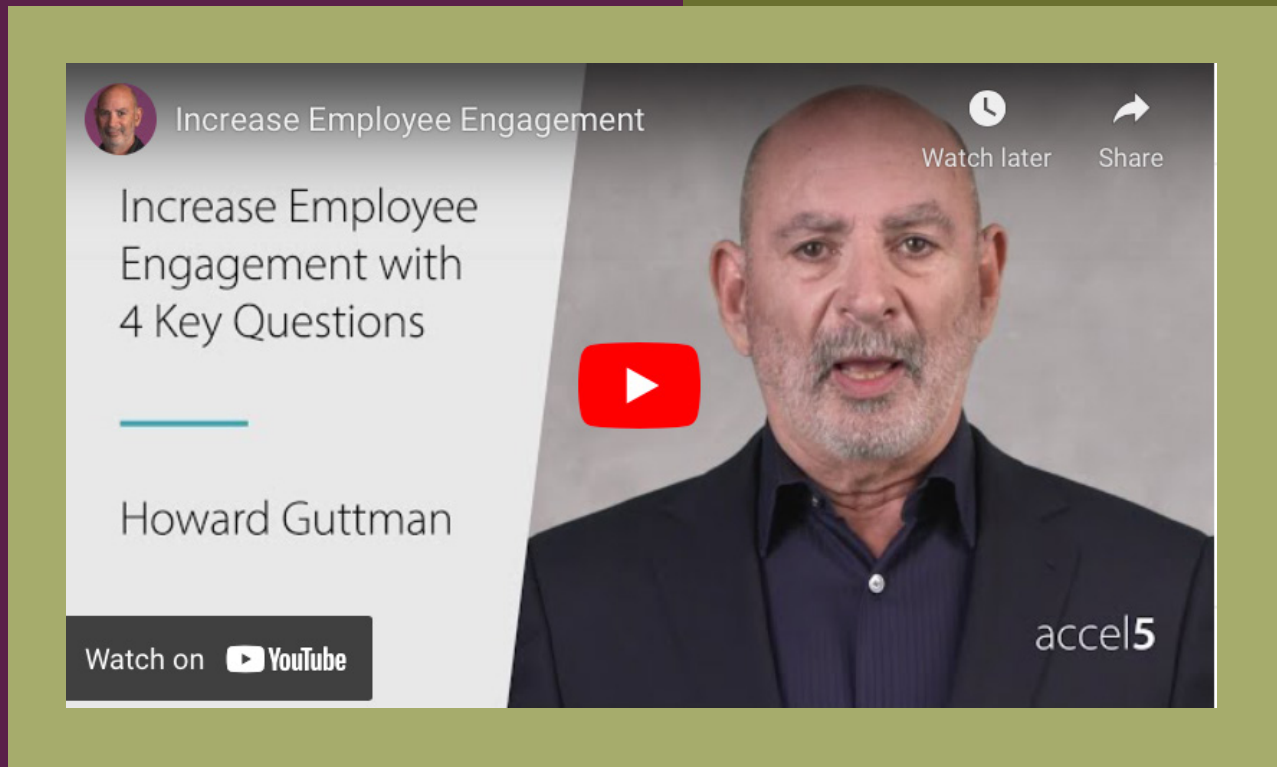 Increase Employee Engagement
Watch later
Share
Increase Employee
Engagement with
4 Key Questions
Howard Guttman
accel5
Watch on YouTube